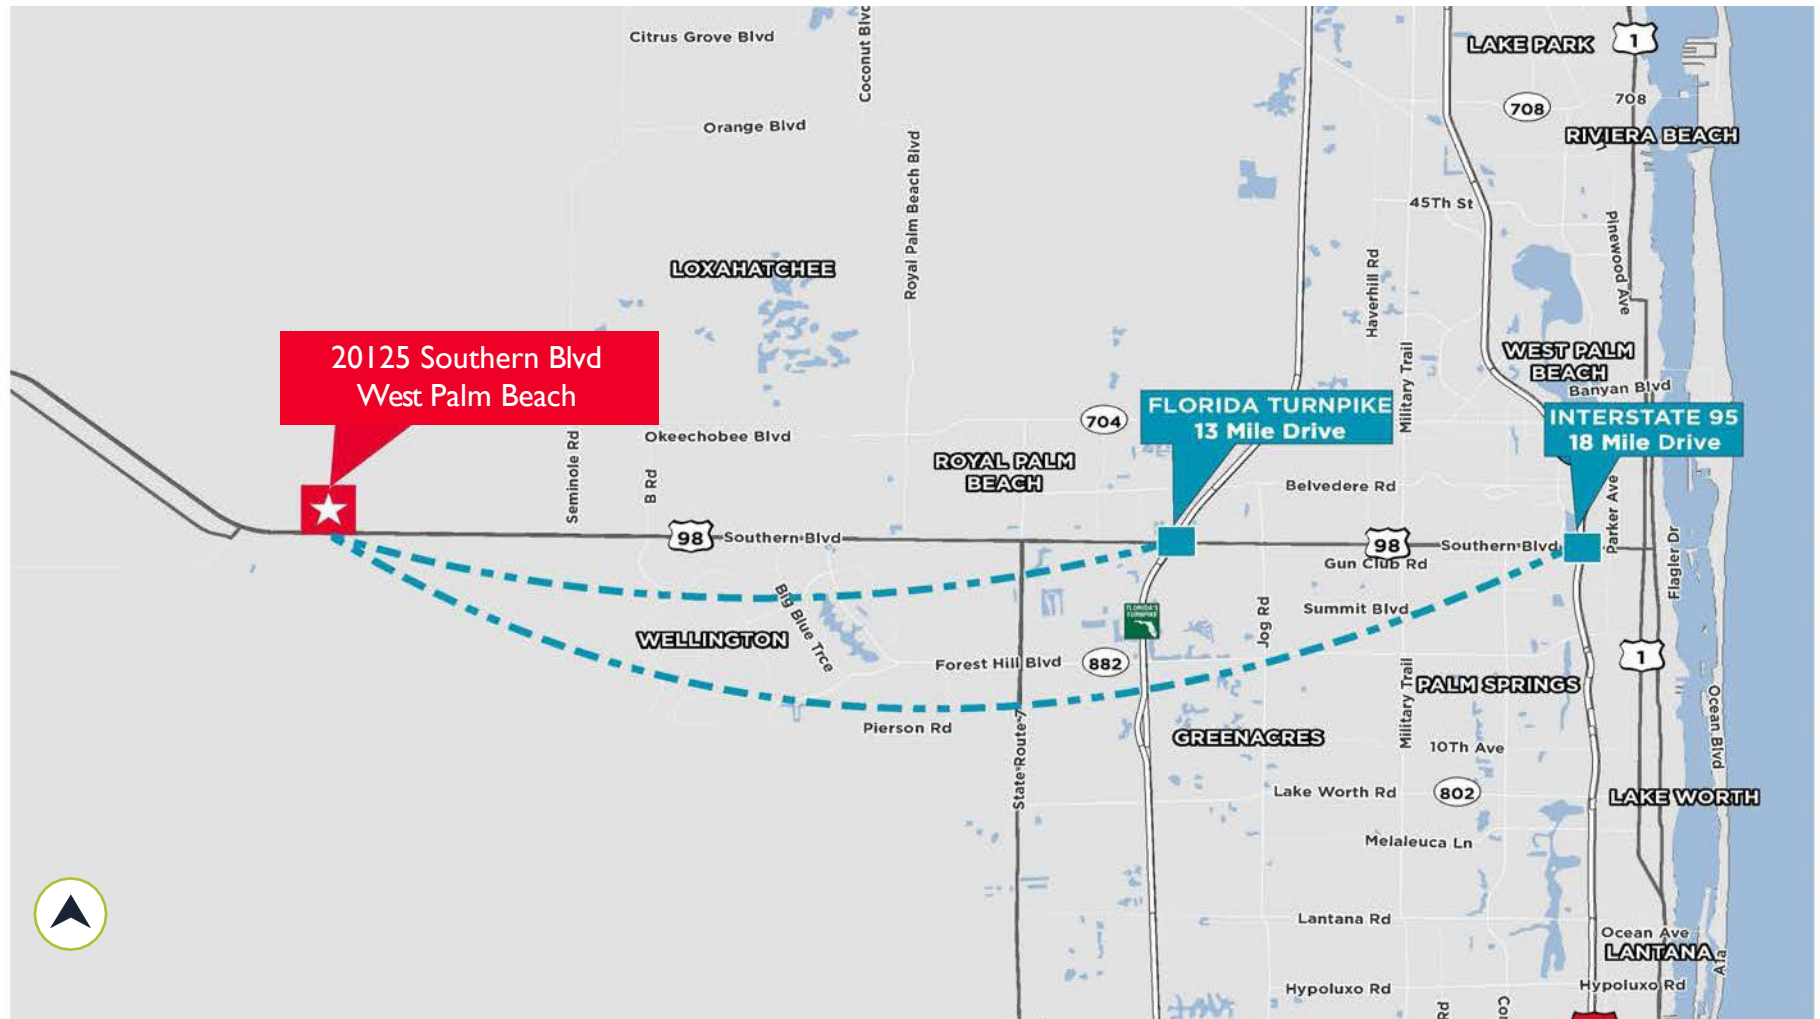 Citrus Grove Blvd
Coconut Blvd
LAKE PARK
1
708
708
Orange Blvd
RIVIERA BEACH
Royal Palm Beach Blvd
45Th St
Pinewood Ave
LOXAHATCHEE
Haverhill Rd
20125 Southern Blvd
West Palm Beach
Military Trail
WEST PALM
BEACH
Banyan Blvd
FLORIDA TURNPIKE
13 Mile Drive
INTERSTATE 95
18 Mile Drive
704
Okeechobee Blvd
Seminole Rd
B Rd
ROYAL PALM
BEACH
Belvedere Rd
Parker Ave
98
Southern Blvd
98
Southern Blvd
Gun Club Rd
Flagler Dr
Big Blue Trce
FLORIDA'S
TURNPIKE
Summit Blvd
Jog Rd
WELLINGTON
Forest Hill Blvd
882
1
Military Trail
PALM SPRINGS
Ocean Blvd
Pierson Rd
State Route 7
GREENACRES
10Th Ave
Lake Worth Rd
802
LAKE WORTH
Melaleuca Ln
Lantana Rd
Ocean Ave
LANTANA
A1a
Hypoluxo Rd
Hypoluxo Rd
Rd